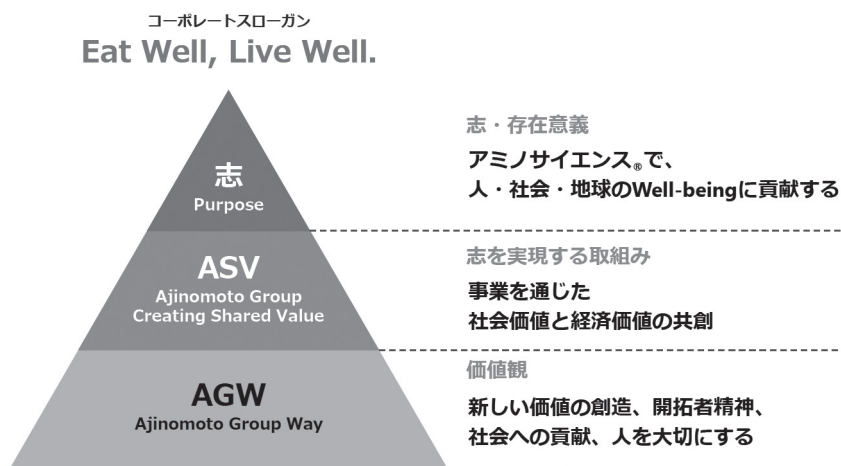 コーポレートスローガン
Eat Well, Live Well.
志
Purpose
志・存在意義
アミノサイエンス®で、
人・社会・地球のWell-beingに貢献する
ASV
Ajinomoto Group
Creating Shared Value
志を実現する取組み
事業を通じた
社会価値と経済価値の共創
AGW
Ajinomoto Group Way
価値観
新しい価値の創造、開拓者精神、
社会への貢献、人を大切にする